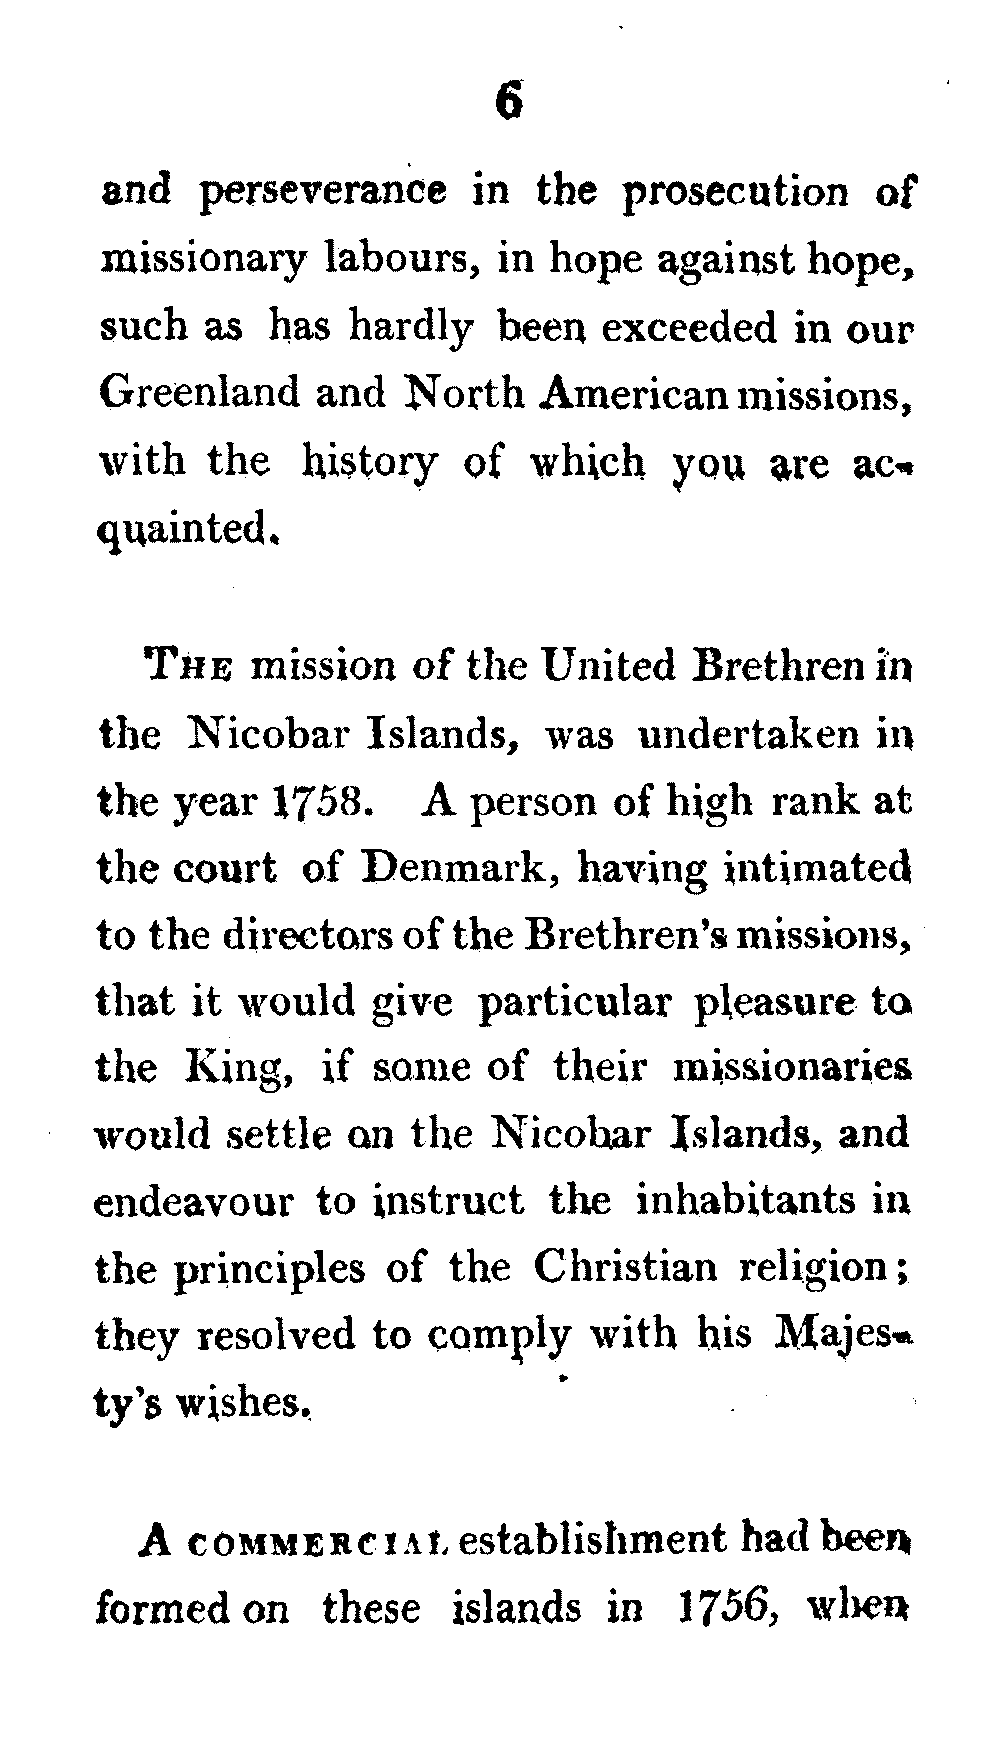 6
and perseverance in the prosecution of
missionary labours, in hope against hope,
such as has hardly been exceeded in our
Greenland and North American missions,
with the history of which you are ac-
quainted.
THE mission of the United Brethren in
the Nicobar Islands, was undertaken in
the year 1758. A person of high rank at
the court of Denmark, having intimated
to the directors of the Brethren's missions,
that it would give particular pleasure to
the King, if some of their missionaries
would settle on the Nicobar Islands, and
endeavour to instruct the inhabitants in
the principles of the Christian religion;
they resolved to comply with his Majes-
ty's wishes.
A COMMERCIAL establishment had been
formed on these islands in 1756, when